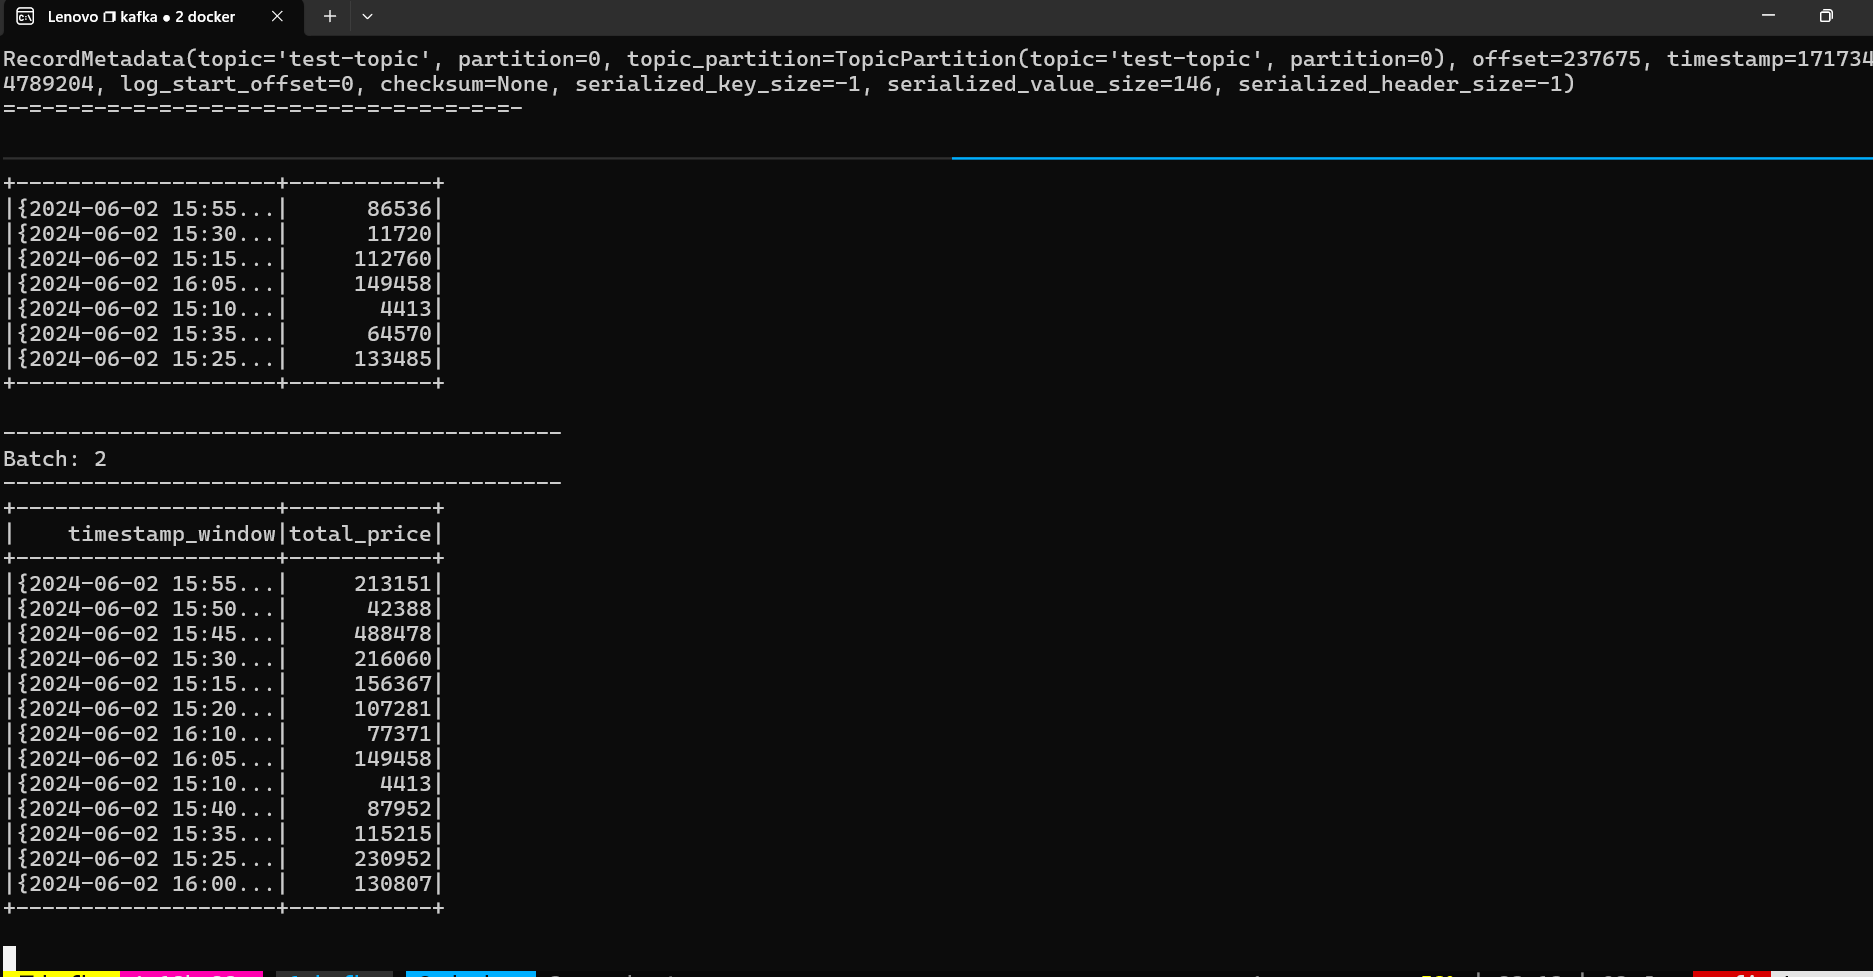 Lenovo ❐ kafka ● 2 docker
RecordMetadata(topic='test-topic', partition=0, topic_partition=TopicPartition(topic='test-topic', partition=0), offset=237675, timestamp=171734
4789204, log_start_offset=0, checksum=None, serialized_key_size=-1, serialized_value_size=146, serialized_header_size=-1)
=-=-=-=-=-=-=-=-=-=-=-=-=-=-=-=-=-=-=-=-
+--------------------+-----------+
|{2024-06-02 15:55...|      86536|
|{2024-06-02 15:30...|      11720|
|{2024-06-02 15:15...|     112760|
|{2024-06-02 16:05...|     149458|
|{2024-06-02 15:10...|       4413|
|{2024-06-02 15:35...|      64570|
|{2024-06-02 15:25...|     133485|
+--------------------+-----------+
-------------------------------------------
Batch: 2
-------------------------------------------
+--------------------+-----------+
|    timestamp_window|total_price|
+--------------------+-----------+
|{2024-06-02 15:55...|     213151|
|{2024-06-02 15:50...|      42388|
|{2024-06-02 15:45...|     488478|
|{2024-06-02 15:30...|     216060|
|{2024-06-02 15:15...|     156367|
|{2024-06-02 15:20...|     107281|
|{2024-06-02 16:10...|      77371|
|{2024-06-02 16:05...|     149458|
|{2024-06-02 15:10...|       4413|
|{2024-06-02 15:40...|      87952|
|{2024-06-02 15:35...|     115215|
|{2024-06-02 15:25...|     230952|
|{2024-06-02 16:00...|     130807|
+--------------------+-----------+